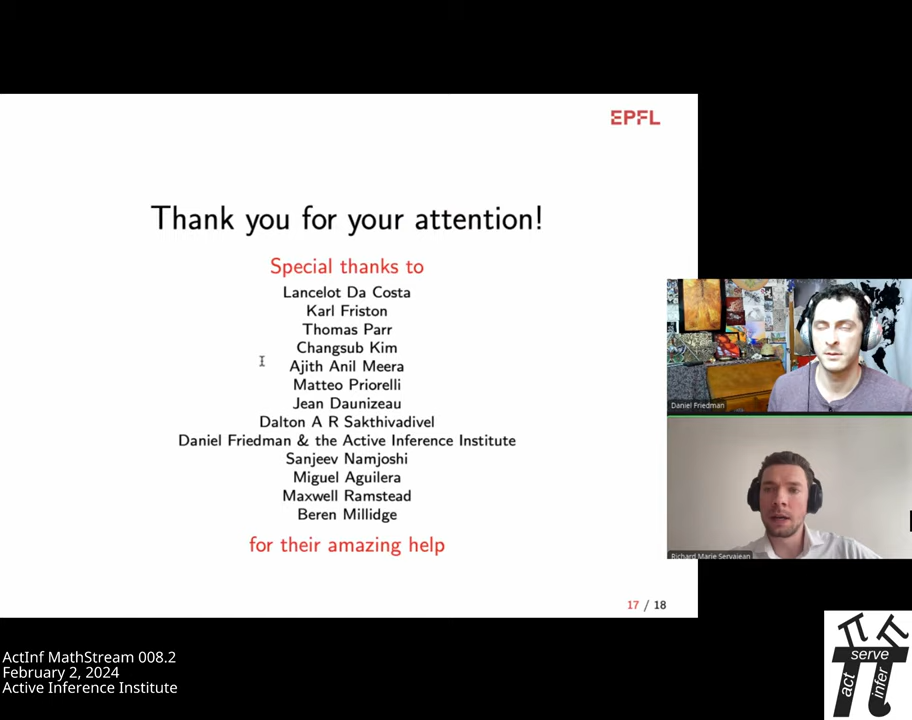 EPFL
Thank you for your attention!
Special thanks to
Lancelot Da Costa
Karl Friston
Thomas Parr
Changsub Kim
Ajith Anil Meera
Matteo Priorelli
Jean Daunizeau
Dalton A R Sakthivadivel
Daniel Friedman & the Active Inference Institute
Sanjeev Namjoshi
Miguel Aguilera
Maxwell Ramstead
Beren Millidge
for their amazing help
17 / 18
Daniel Friedman
Richard Marie Servajean
ActInf MathStream 008.2
February 2, 2024
Active Inference Institute
serve
act
infer